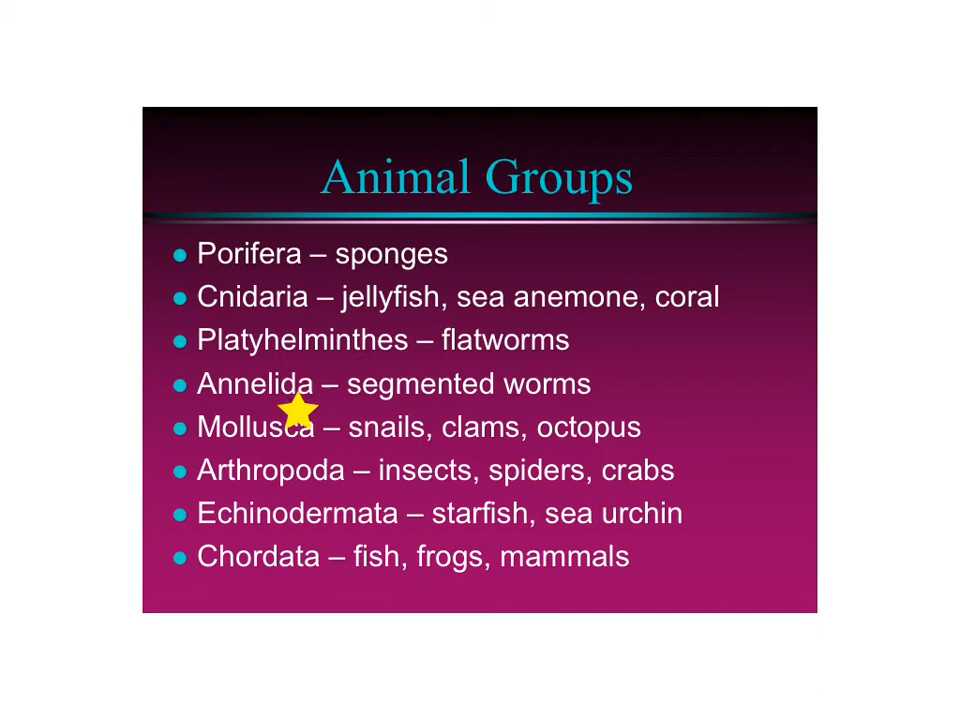 Animal Groups
Porifera – sponges
Cnidaria – jellyfish, sea anemone, coral
Platyhelminthes – flatworms
Annelida – segmented worms
Mollusca – snails, clams, octopus
Arthropoda – insects, spiders, crabs
Echinodermata – starfish, sea urchin
Chordata – fish, frogs, mammals